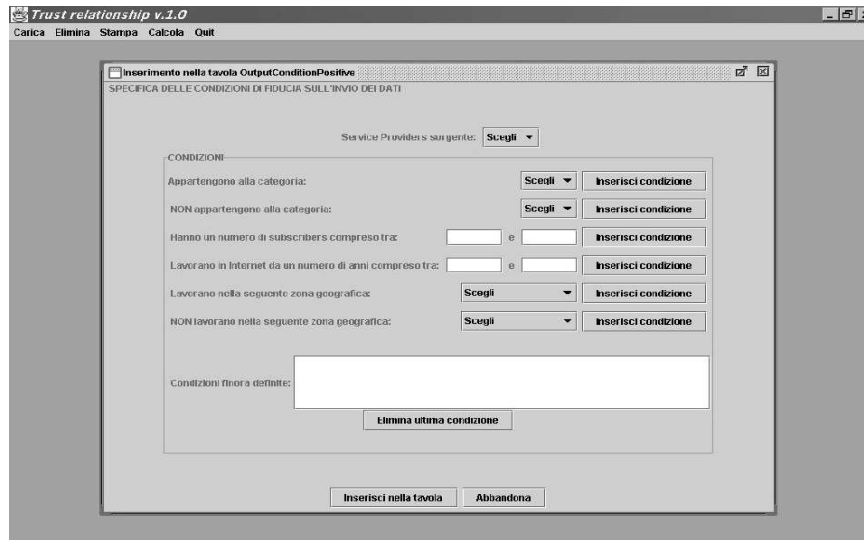 Trust relationship v.1.0
Carica Elimina Stampa Calcola Quit
Inserimento nella tavola OutputConditionPositive
SPECIFICA DELLE CONDIZIONI DI FIDUCIA SULL'INVIO DEI DATI
Service Providers surgente: Scegli
CONDIZIONI
Appartengono alla categoria: Scegli Inserisci condizione
NON appartengono alla categoria: Scegli Inserisci condizione
Hanno un numero di subscribers compreso tra: e Inserisci condizione
Lavorano in Internet da un numero di anni compreso tra: e Inserisci condizione
Lavorano nella seguente zona geografica: Scegli Inserisci condizione
NON lavorano nella seguente zona geografica: Scegli Inserisci condizione
Condizioni finora definite:
Elimina ultima condizione
Inserisci nella tavola Abbandona